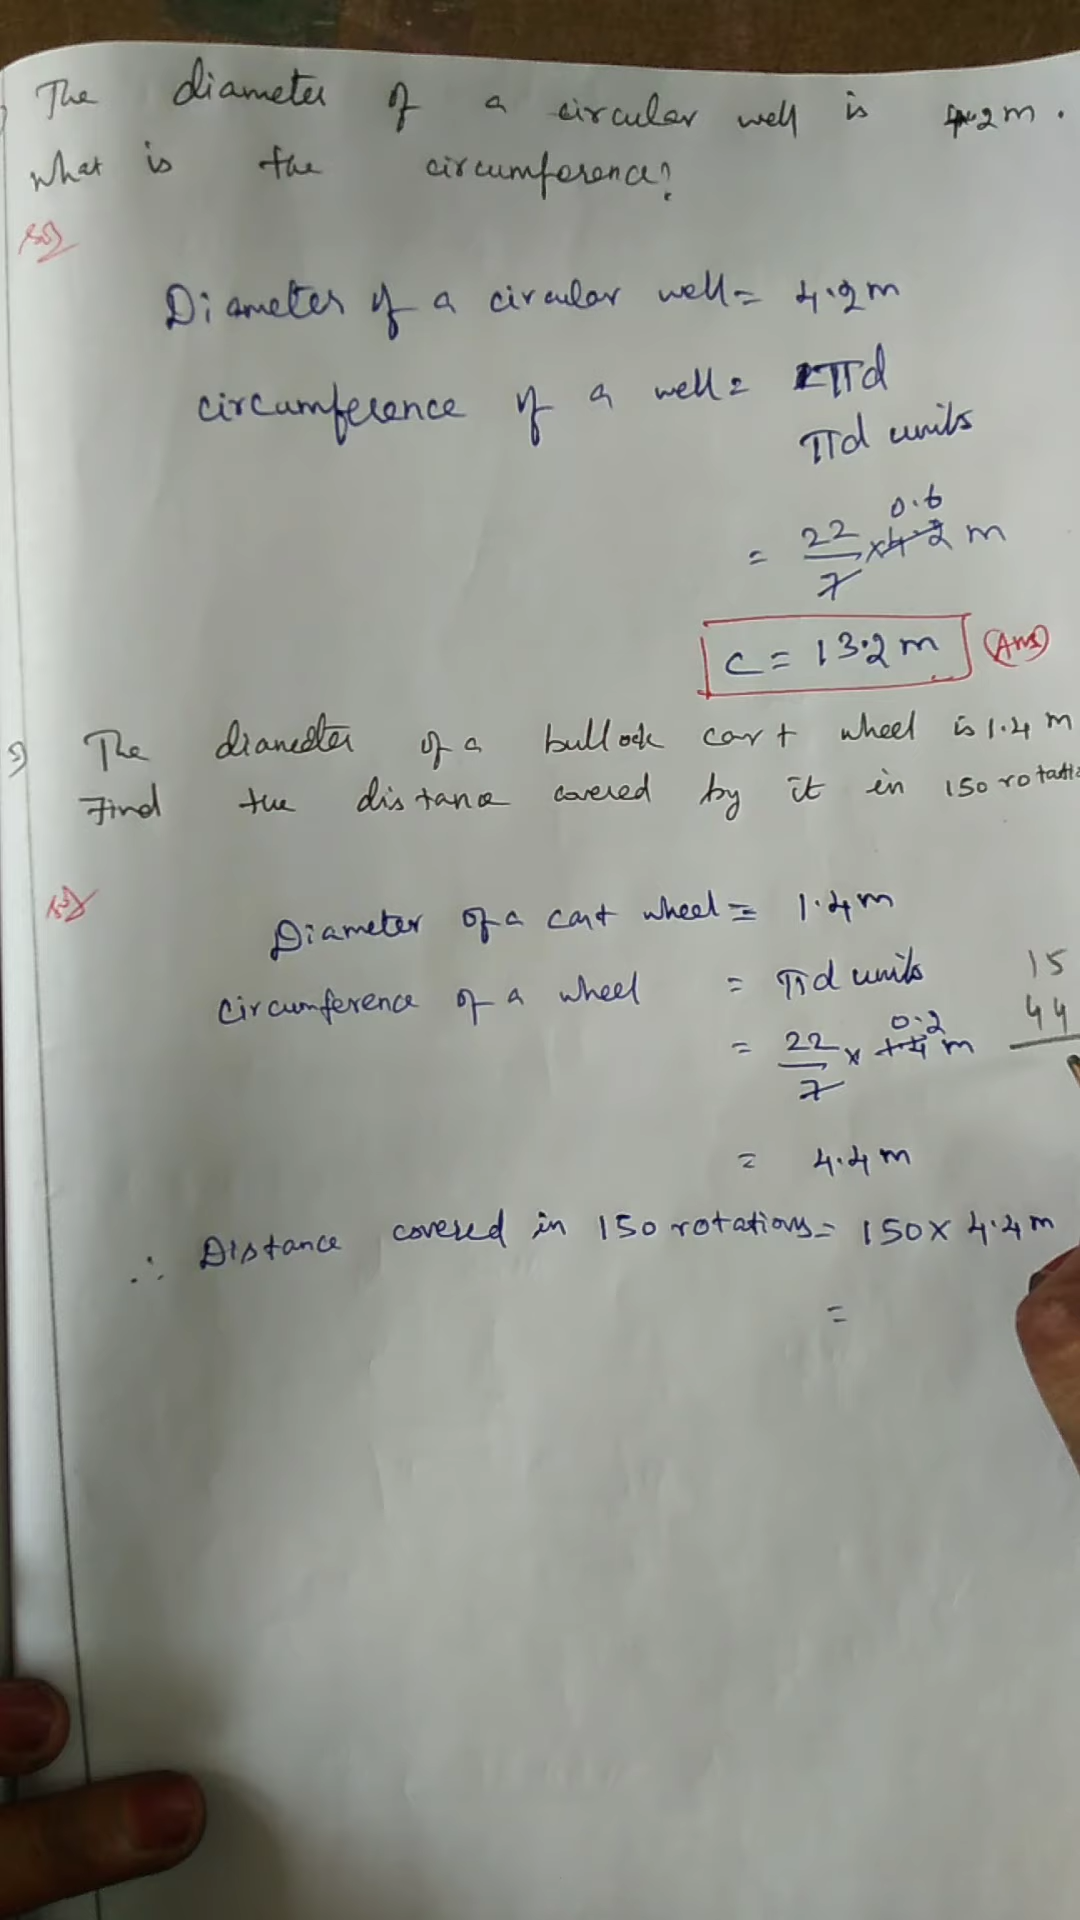 The diameter of a circular well is 4.2m.
What is the circumference?
Sol
Diameter of a circular well = 4.2m
circumference of a well = πd
πd units
0.6
= 22/7 × 4.2 m
C = 13.2 m (Ans)
5) The diameter of a bullock cart wheel is 1.4 m
Find the distance covered by it in 150 rotatio
Sol
Diameter of a cart wheel = 1.4m
15
circumference of a wheel = πd units
44
0.2
= 22/7 × 1.4 m
= 4.4m
∴ Distance covered in 150 rotations = 150 × 4.4m
=